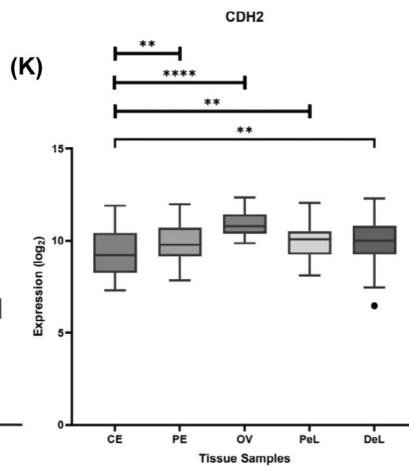 CDH2
(K)
**
****
**
**
15
10
5
0
Expression (log2)
CE PE OV PeL DeL
Tissue Samples